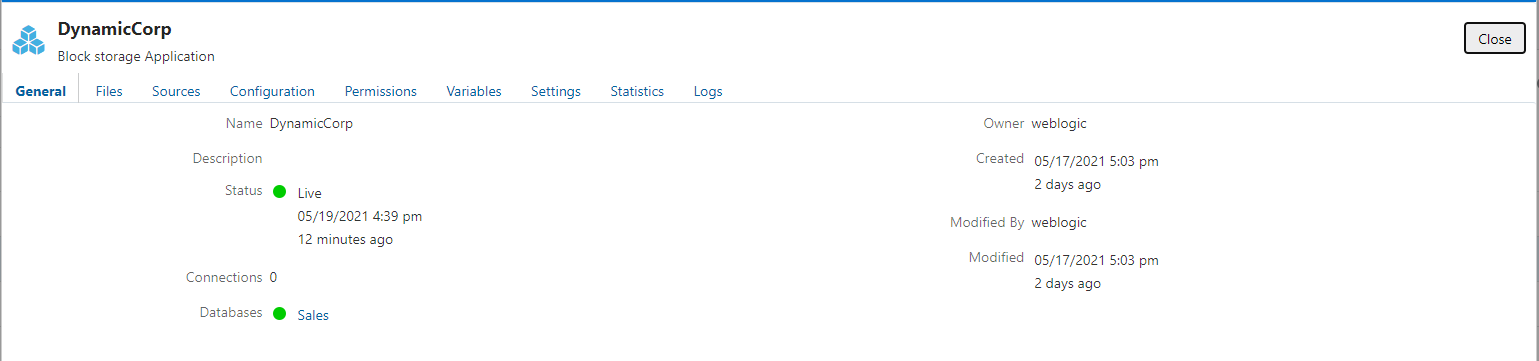 DynamicCorp
Block storage Application
Close
General Files Sources Configuration Permissions Variables Settings Statistics Logs
Name DynamicCorp
Description
Status Live
05/19/2021 4:39 pm
12 minutes ago
Connections 0
Databases Sales
Owner weblogic
Created 05/17/2021 5:03 pm
2 days ago
Modified By weblogic
Modified 05/17/2021 5:03 pm
2 days ago